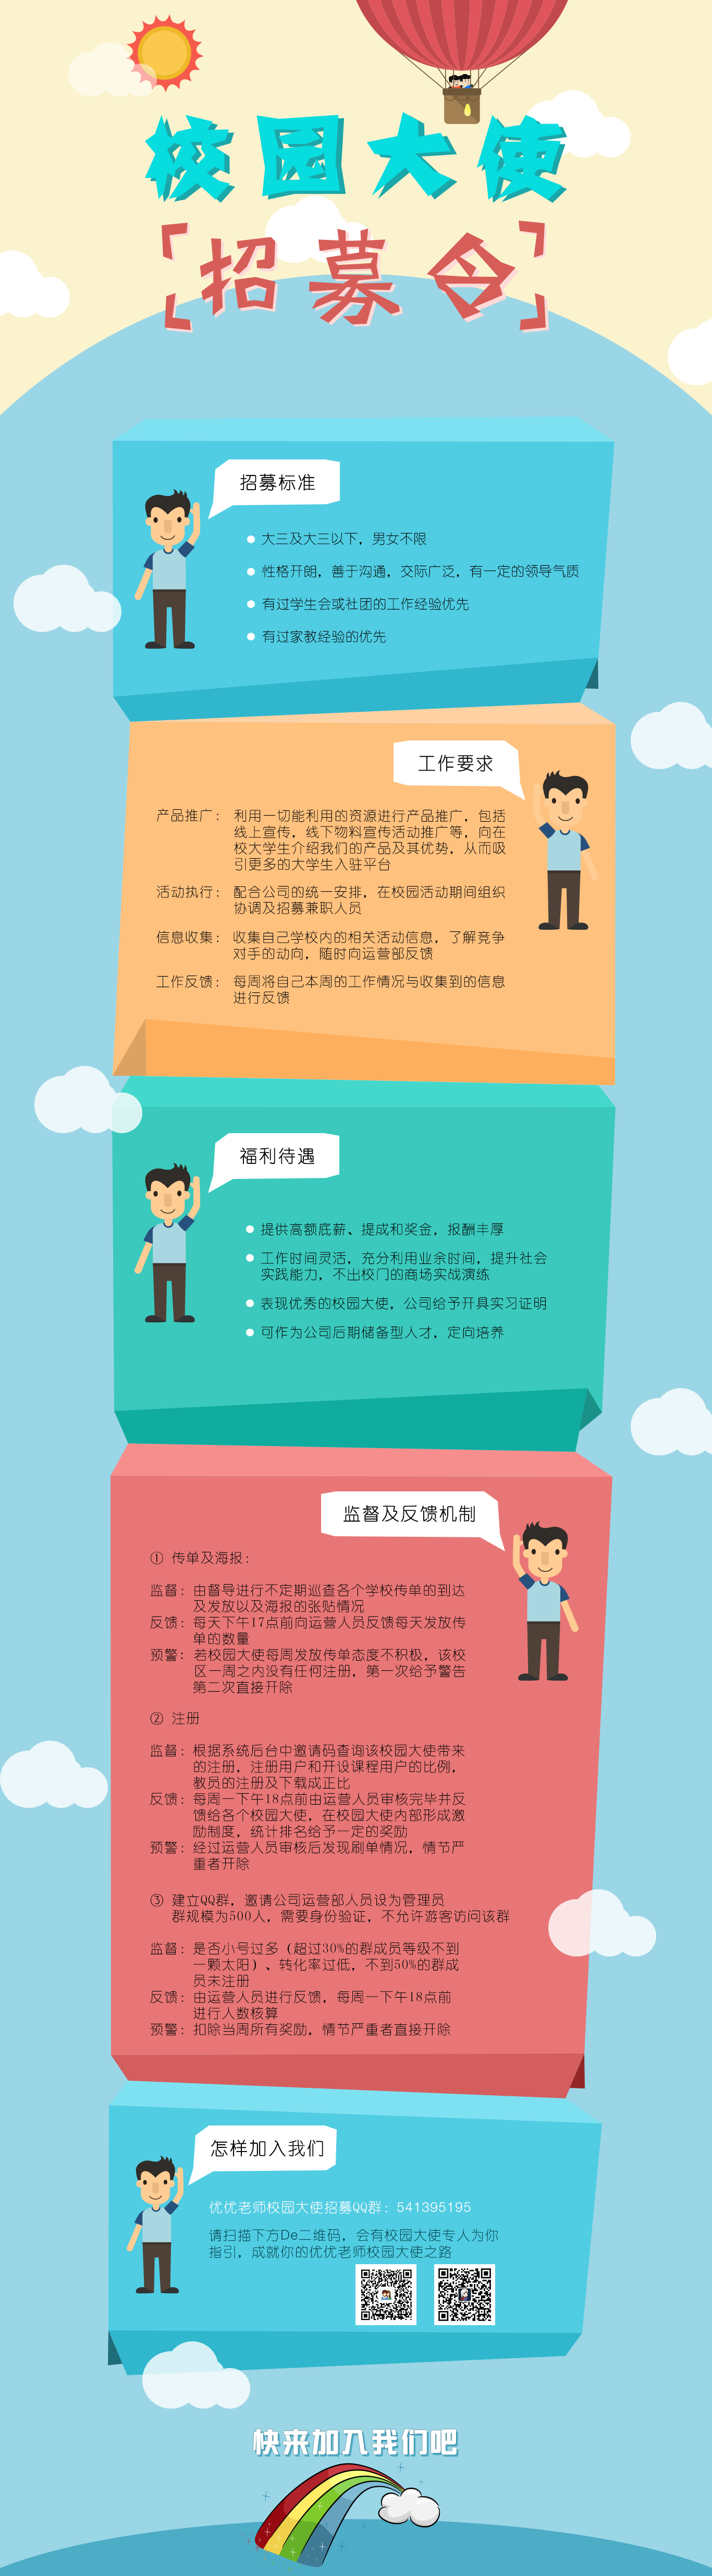 校园大使
招募令
招募标准
大三及大三以下，男女不限
性格开朗，善于沟通，交际广泛，有一定的领导气质
有过学生会或社团的工作经验优先
有过家教经验的优先
工作要求
产品推广：利用一切能利用的资源进行产品推广，包括
线上宣传，线下物料宣传活动推广等，向在
校大学生介绍我们的产品及其优势，从而吸
引更多的大学生入驻平台
活动执行：配合公司的统一安排，在校园活动期间组织
协调及招募兼职人员
信息收集：收集自己学校内的相关活动信息，了解竞争
对手的动向，随时向运营部反馈
工作反馈：每周将自己本周的工作情况与收集到的信息
进行反馈
福利待遇
提供高额底薪、提成和奖金，报酬丰厚
工作时间灵活，充分利用业余时间，提升社会
实践能力，不出校门的商场实战演练
表现优秀的校园大使，公司给予开具实习证明
可作为公司后期储备型人才，定向培养
监督及反馈机制
① 传单及海报：
监督：由督导进行不定期巡查各个学校传单的到达
及发放以及海报的张贴情况
反馈：每天下午17点前向运营人员反馈每天发放传
单的数量
预警：若校园大使每周发放传单态度不积极，该校
区一周之内没有任何注册，第一次给予警告
第二次直接开除
② 注册
监督：根据系统后台中邀请码查询该校园大使带来
的注册，注册用户和开设课程用户的比例，
教员的注册及下载成正比
反馈：每周一下午18点前由运营人员审核完毕并反
馈给各个校园大使，在校园大使内部形成激
励制度，统计排名给予一定的奖励
预警：经过运营人员审核后发现刷单情况，情节严
重者开除
③ 建立QQ群，邀请公司运营部人员设为管理员
群规模为500人，需要身份验证，不允许游客访问该群
监督：是否小号过多（超过30%的群成员等级不到
一颗太阳）、转化率过低，不到50%的群成
员未注册
反馈：由运营人员进行反馈，每周一下午18点前
进行人数核算
预警：扣除当周所有奖励，情节严重者直接开除
怎样加入我们
优优老师校园大使招募QQ群：541395195
请扫描下方De二维码，会有校园大使专人为你
指引，成就你的优优老师校园大使之路
快来加入我们吧